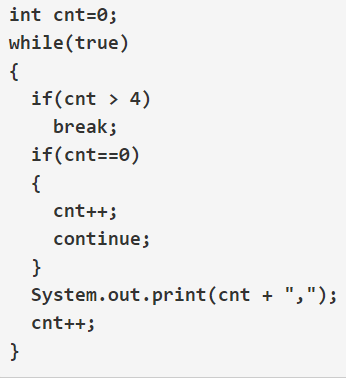 int cnt=0;
while(true)
{
  if(cnt > 4)
    break;
  if(cnt==0)
  {
    cnt++;
    continue;
  }
  System.out.print(cnt + ",");
  cnt++;
}